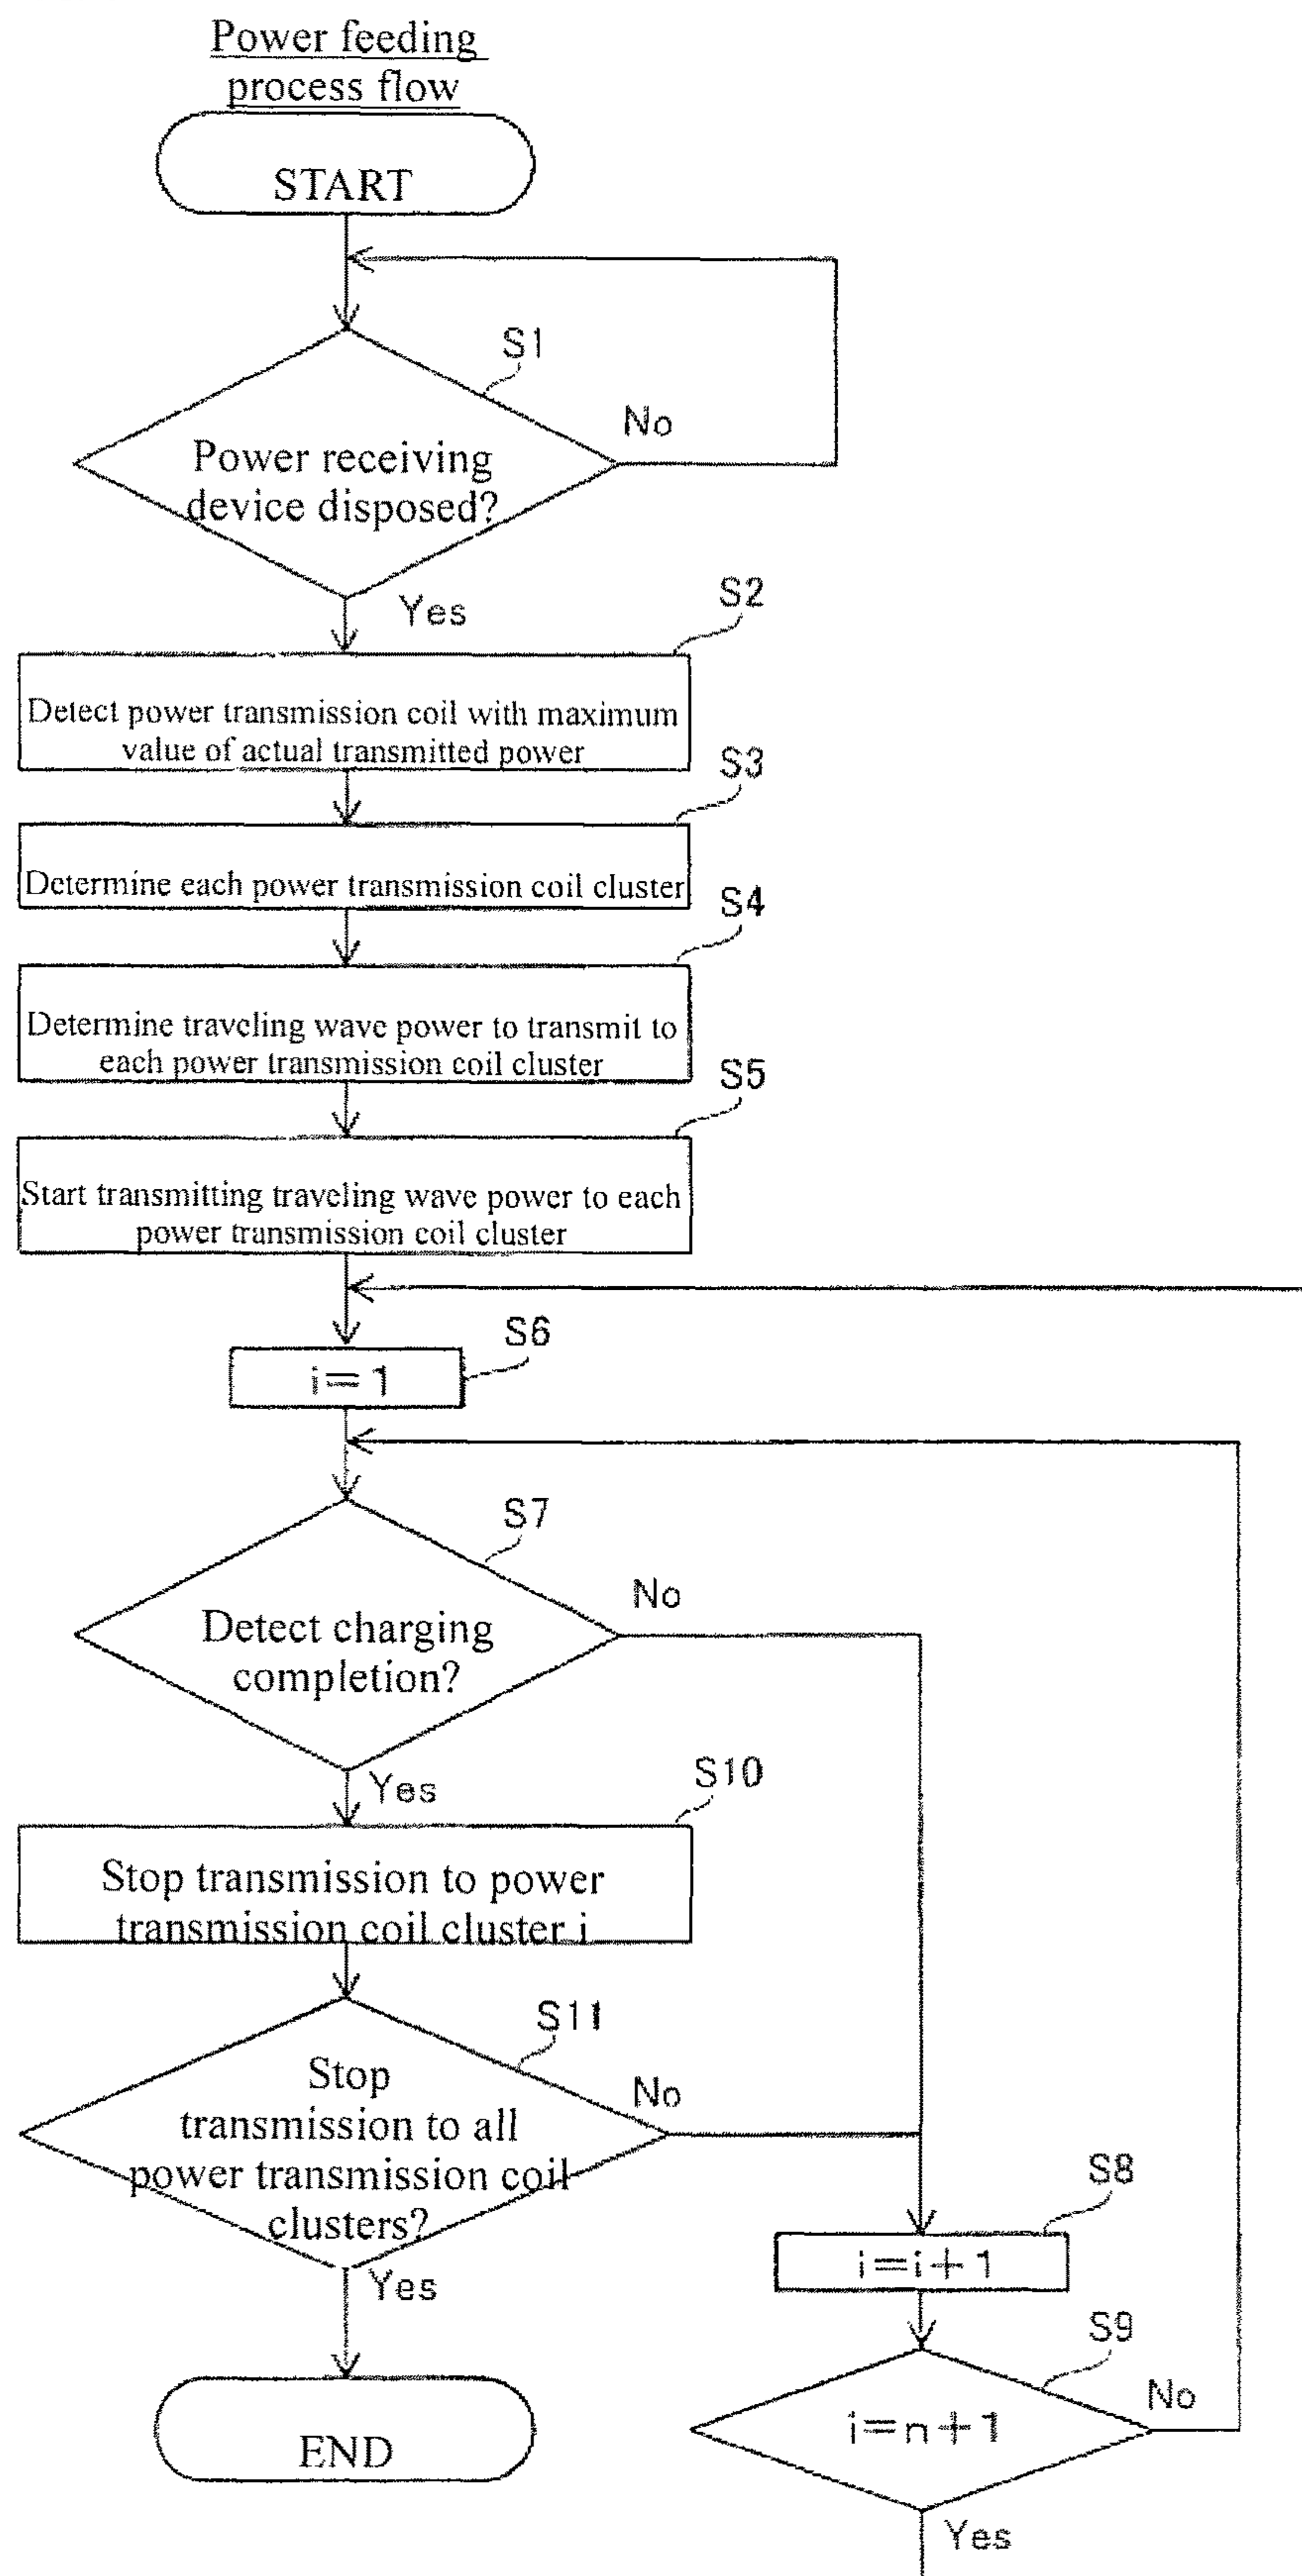 Power feeding
process flow
START
S1
No
Power receiving
device disposed?
Yes
S2
Detect power transmission coil with maximum
value of actual transmitted power
S3
Determine each power transmission coil cluster
S4
Determine traveling wave power to transmit to
each power transmission coil cluster
S5
Start transmitting traveling wave power to each
power transmission coil cluster
S6
i=1
S7
No
Detect charging
completion?
Yes
S10
Stop transmission to power
transmission coil cluster i
S11
No
Stop
transmission to all
power transmission coil
clusters?
Yes
S8
i=i+1
S9
No
i=n+1
END
Yes